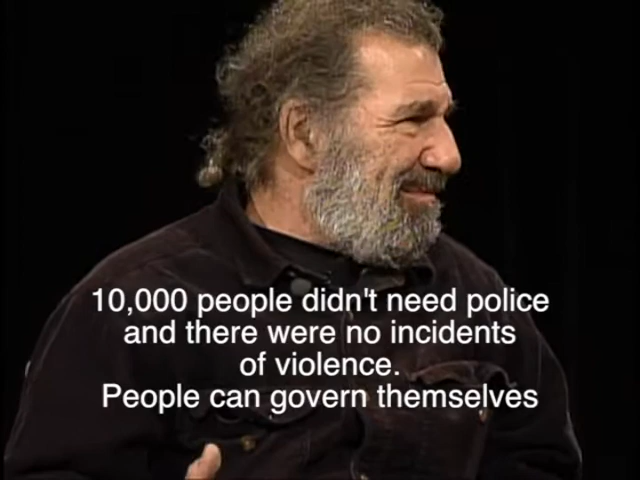 10,000 people didn't need police
and there were no incidents
of violence.
People can govern themselves